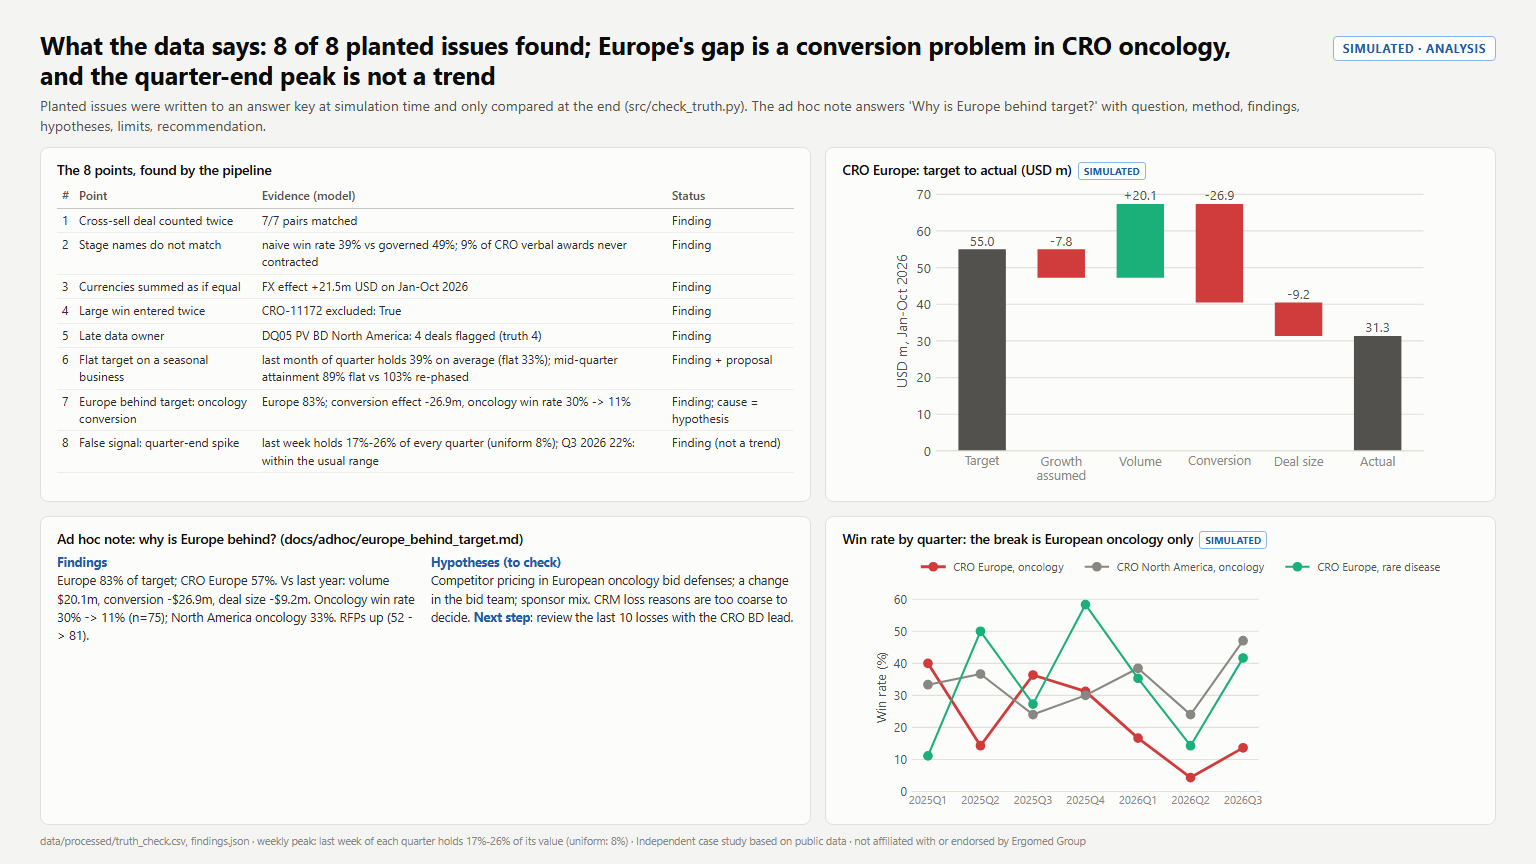 What the data says: 8 of 8 planted issues found; Europe's gap is a conversion problem in CRO oncology,
and the quarter-end peak is not a trend
SIMULATED · ANALYSIS
Planted issues were written to an answer key at simulation time and only compared at the end (src/check_truth.py). The ad hoc note answers 'Why is Europe behind target?' with question, method, findings,
hypotheses, limits, recommendation.
The 8 points, found by the pipeline
# Point Evidence (model) Status
1 Cross-sell deal counted twice 7/7 pairs matched Finding
2 Stage names do not match naive win rate 39% vs governed 49%; 9% of CRO verbal awards never Finding
contracted
3 Currencies summed as if equal FX effect +21.5m USD on Jan-Oct 2026 Finding
4 Large win entered twice CRO-11172 excluded: True Finding
5 Late data owner DQ05 PV BD North America: 4 deals flagged (truth 4) Finding
6 Flat target on a seasonal last month of quarter holds 39% on average (flat 33%); mid-quarter Finding + proposal
business attainment 89% flat vs 103% re-phased
7 Europe behind target: oncology Europe 83%; conversion effect -26.9m, oncology win rate 30% -> 11% Finding; cause =
conversion hypothesis
8 False signal: quarter-end spike last week holds 17%-26% of every quarter (uniform 8%); Q3 2026 22%: Finding (not a trend)
within the usual range
CRO Europe: target to actual (USD m) SIMULATED
USD m, Jan-Oct 2026
70
60
50
40
30
20
10
0
55.0
-7.8
+20.1
-26.9
-9.2
31.3
Target Growth Volume Conversion Deal size Actual
assumed
Ad hoc note: why is Europe behind? (docs/adhoc/europe_behind_target.md)
Findings
Europe 83% of target; CRO Europe 57%. Vs last year: volume
$20.1m, conversion -$26.9m, deal size -$9.2m. Oncology win rate
30% -> 11% (n=75); North America oncology 33%. RFPs up (52 -
> 81).
Hypotheses (to check)
Competitor pricing in European oncology bid defenses; a change
in the bid team; sponsor mix. CRM loss reasons are too coarse to
decide. Next step: review the last 10 losses with the CRO BD lead.
Win rate by quarter: the break is European oncology only SIMULATED
CRO Europe, oncology CRO North America, oncology CRO Europe, rare disease
Win rate (%)
60
50
40
30
20
10
0
2025Q1 2025Q2 2025Q3 2025Q4 2026Q1 2026Q2 2026Q3
data/processed/truth_check.csv, findings.json · weekly peak: last week of each quarter holds 17%-26% of its value (uniform: 8%) · Independent case study based on public data · not affiliated with or endorsed by Ergomed Group